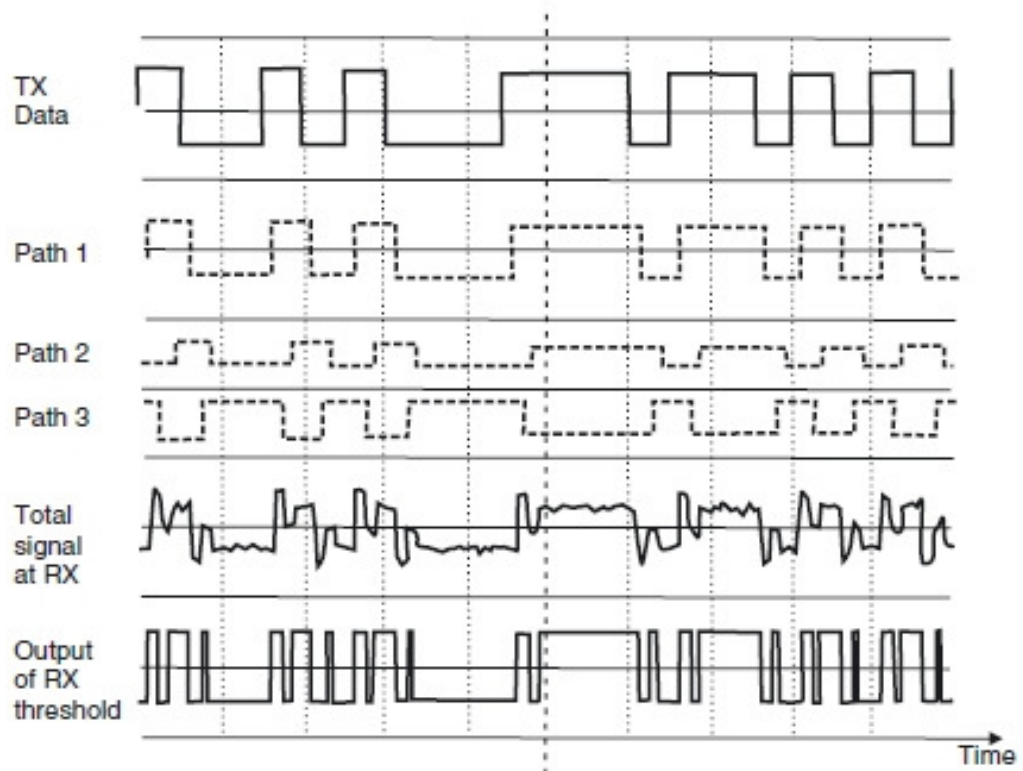 TX
Data
Path 1
Path 2
Path 3
Total
signal
at RX
Output
of RX
threshold
Time